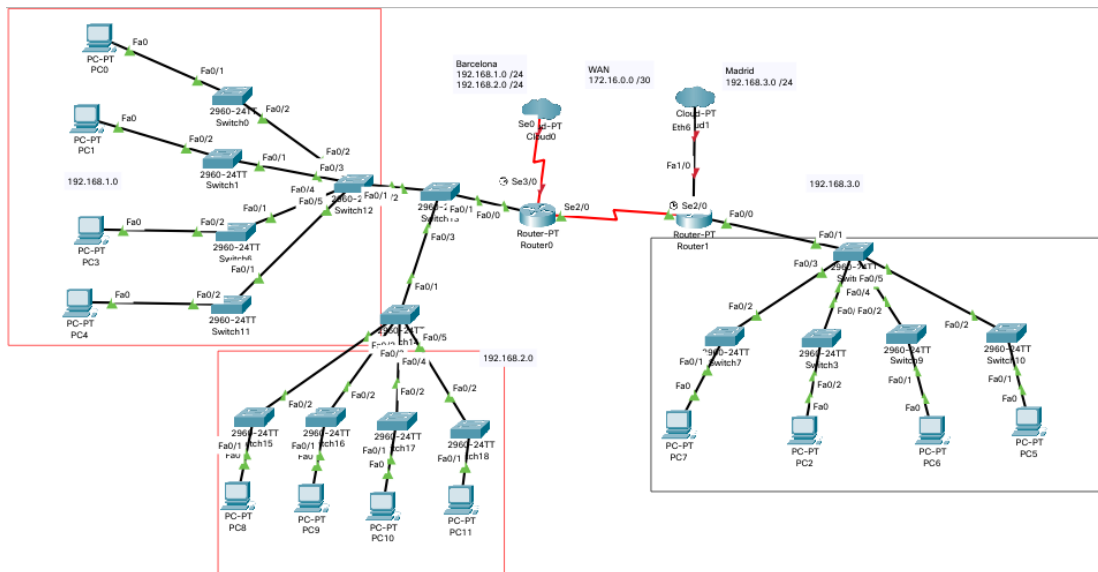 Barcelona
192.168.1.0 /24
192.168.2.0 /24
WAN
172.16.0.0 /30
Madrid
192.168.3.0 /24
PC-PT
PC0
Fa0
Fa0/1
2960-24TT
Switch0
Fa0/2
Fa0/2
PC-PT
PC1
Fa0
Fa0/2
2960-24TT
Switch1
Fa0/1
Fa0/3
192.168.1.0
Fa0/4
Fa0/5
Switch12
Fa0/1
PC-PT
PC3
Fa0
Fa0/2
Fa0/1
2960-24TT
PC-PT
PC4
Fa0
Fa0/2
Fa0/1
2960-24TT
Switch11
Fa0/1
Fa0/0
Fa0/3
Fa0/1
Se0
Cloud0
Se3/0
Se2/0
Router-PT
Router0
Cloud-PT
Eth6
Fa1/0
Se2/0
Fa0/0
Router-PT
Router1
192.168.3.0
Fa0/1
2960-24TT
Fa0/3
Fa0/5
Fa0/4
Fa0/2
Fa0/2
Fa0/2
2960-24TT
Switch7
2960-24TT
Switch3
2960-24TT
Switch9
2960-24TT
Switch10
Fa0/1
Fa0/2
Fa0/1
Fa0/1
Fa0
Fa0
Fa0
Fa0
PC-PT
PC7
PC-PT
PC2
PC-PT
PC6
PC-PT
PC5
2960-24TT
Fa0/5
Fa0/4
192.168.2.0
Fa0/2
Fa0/2
Fa0/2
Fa0/2
2960-24TT
2960-24TT
2960-24TT
2960-24TT
Fa0/1
Fa0/1
Fa0/1
Fa0/1
Fa0
Fa0
Fa0
PC-PT
PC8
PC-PT
PC9
PC-PT
PC10
PC-PT
PC11